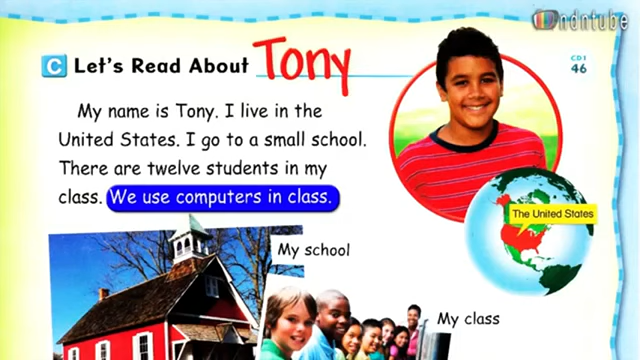 ndntube
C Let's Read About Tony
CD1
46
My name is Tony. I live in the
United States. I go to a small school.
There are twelve students in my
class. We use computers in class.
The United States
My school
My class